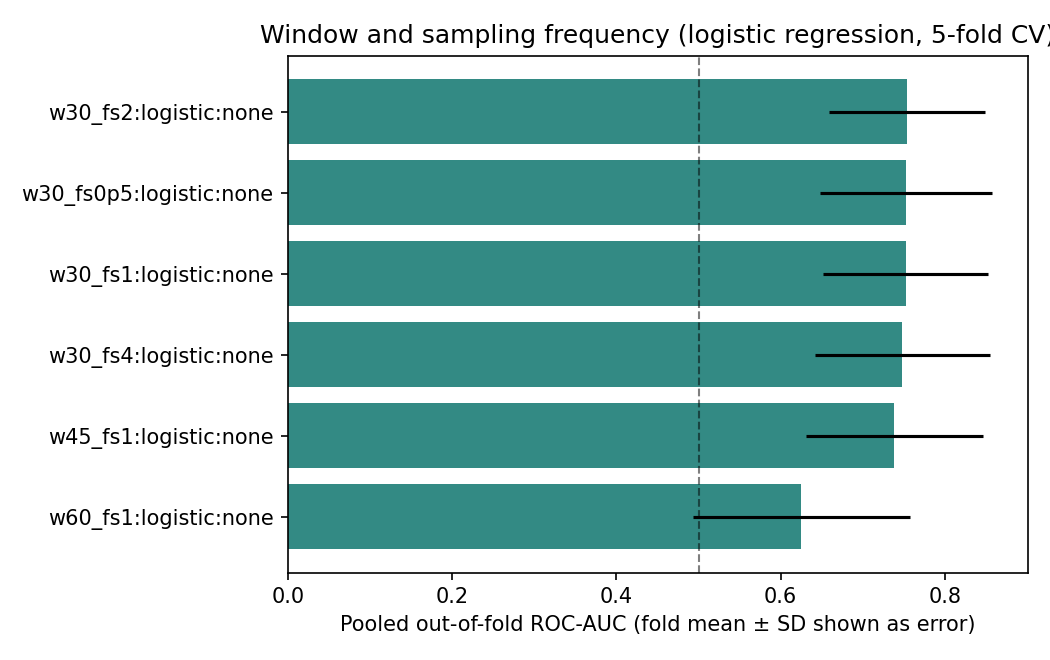 Window and sampling frequency (logistic regression, 5-fold CV)
w30_fs2:logistic:none
w30_fs0p5:logistic:none
w30_fs1:logistic:none
w30_fs4:logistic:none
w45_fs1:logistic:none
w60_fs1:logistic:none
0.0 0.2 0.4 0.6 0.8
Pooled out-of-fold ROC-AUC (fold mean ± SD shown as error)